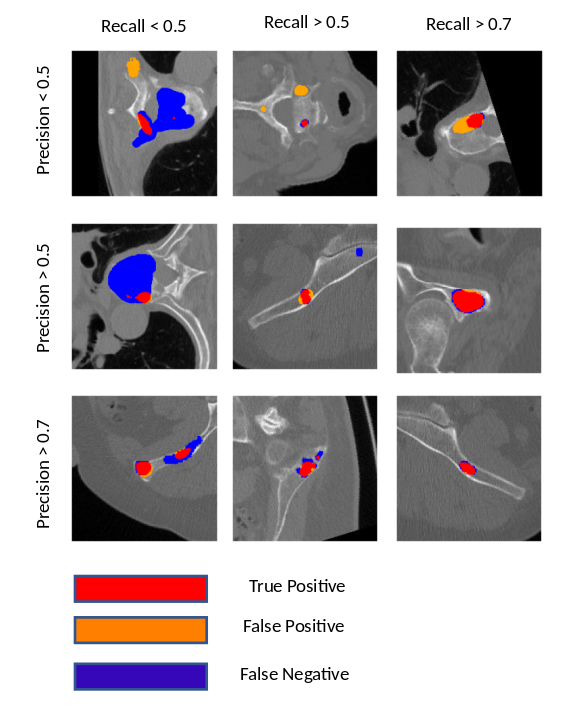 Recall < 0.5
Recall > 0.5
Recall > 0.7
Precision < 0.5
Precision > 0.5
Precision > 0.7
True Positive
False Positive
False Negative